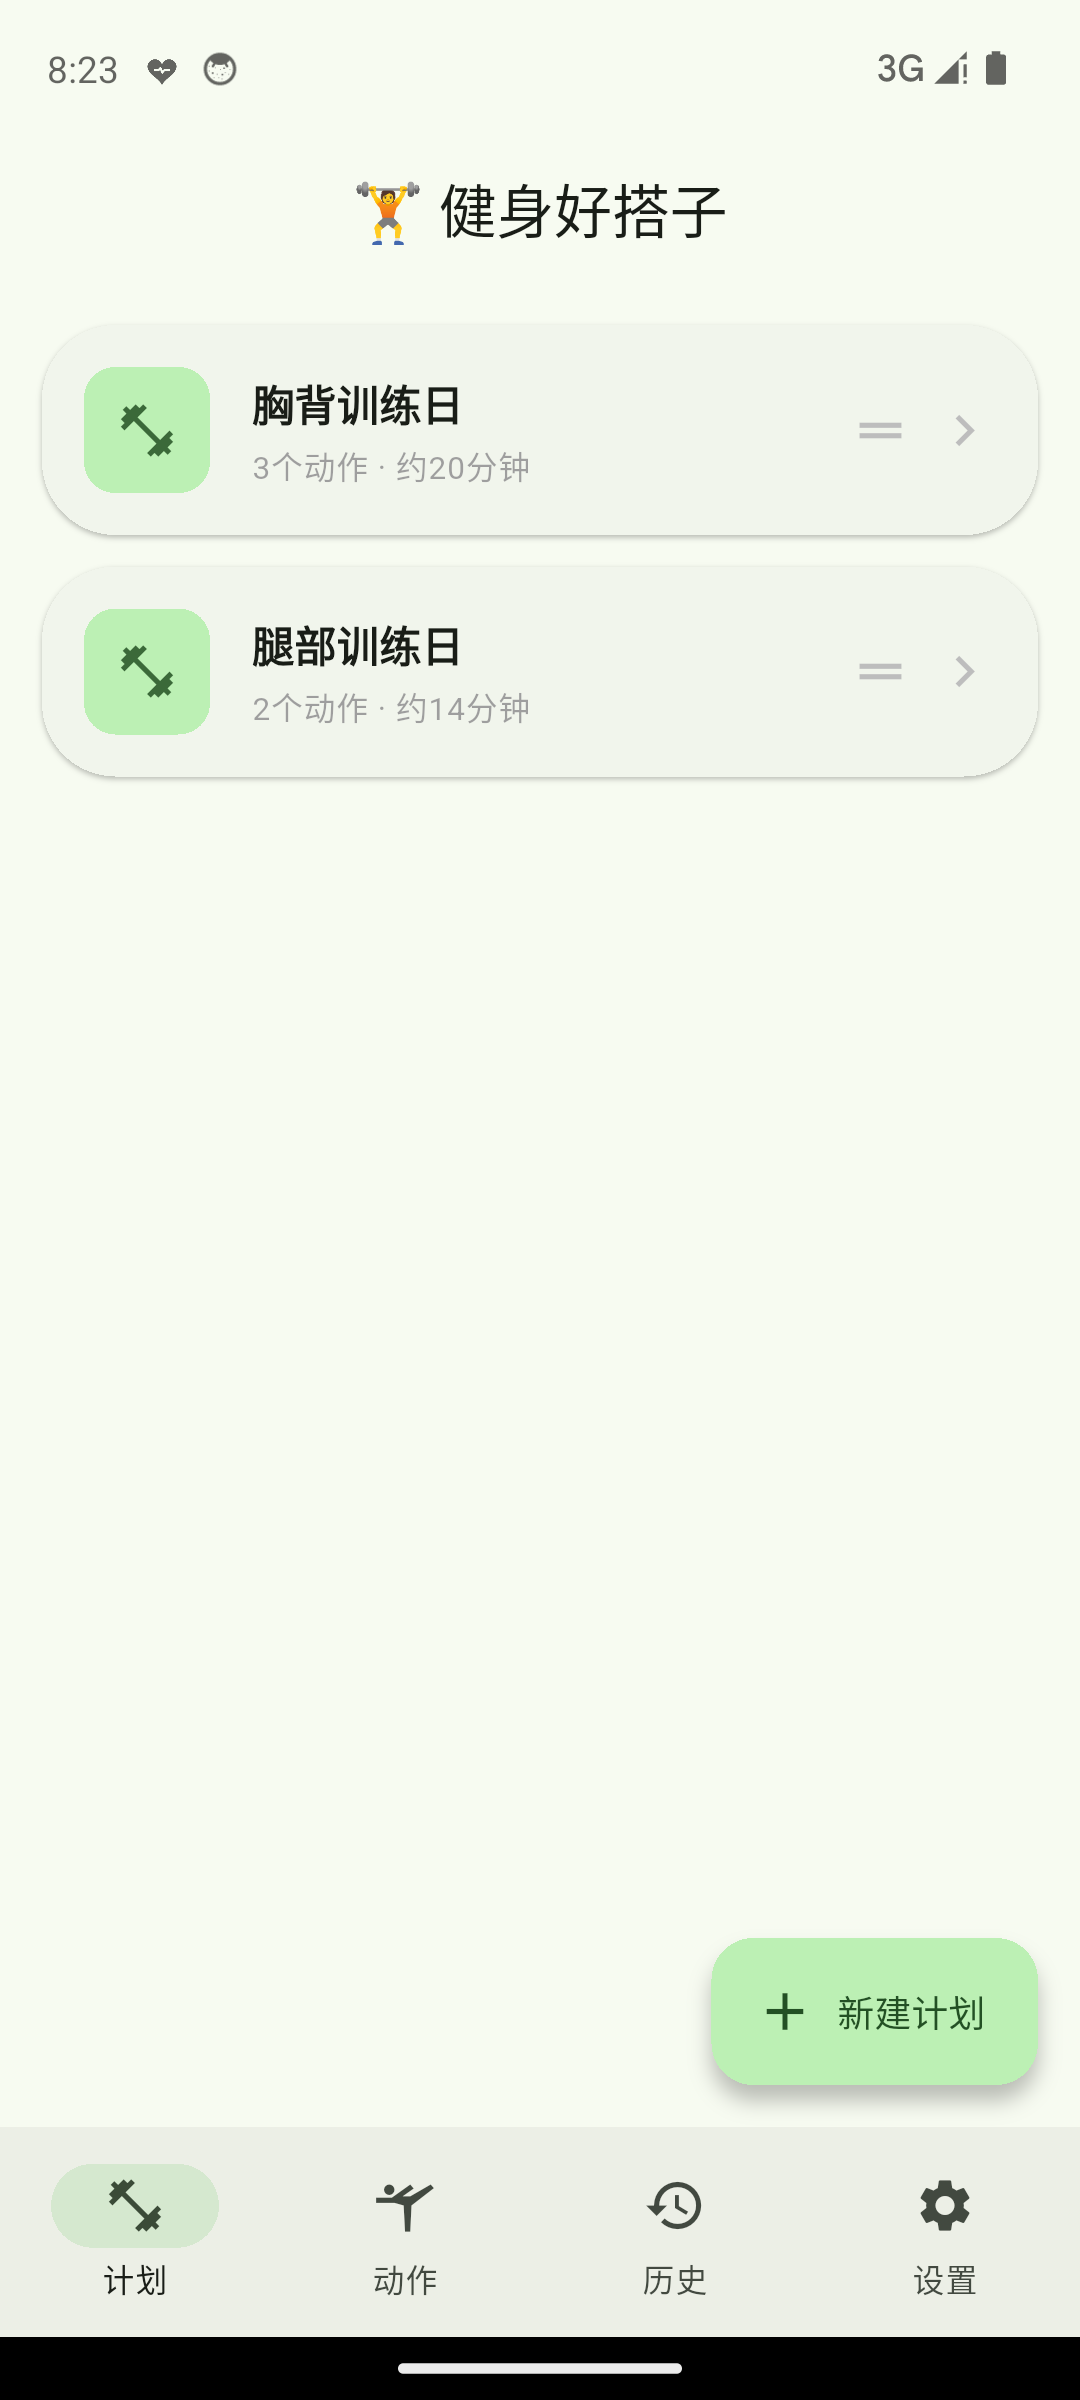 8:23
3G
🏋️ 健身好搭子
胸背训练日
3个动作 · 约20分钟
腿部训练日
2个动作 · 约14分钟
新建计划
计划
动作
历史
设置